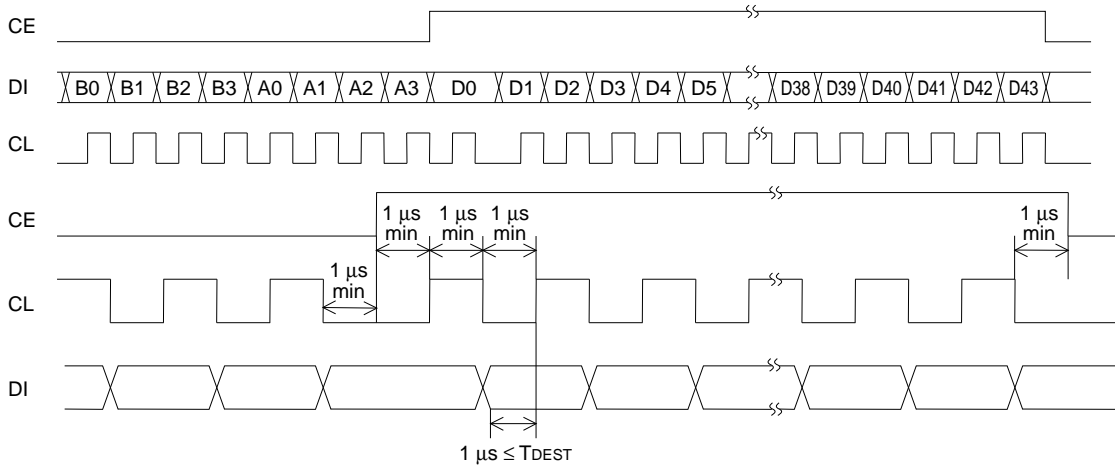 CE
DI B0 B1 B2 B3 A0 A1 A2 A3 D0 D1 D2 D3 D4 D5 D38 D39 D40 D41 D42 D43
CL
CE
1 μs min 1 μs min 1 μs min 1 μs min
1 μs min
CL
DI
1 μs ≤ TDEST